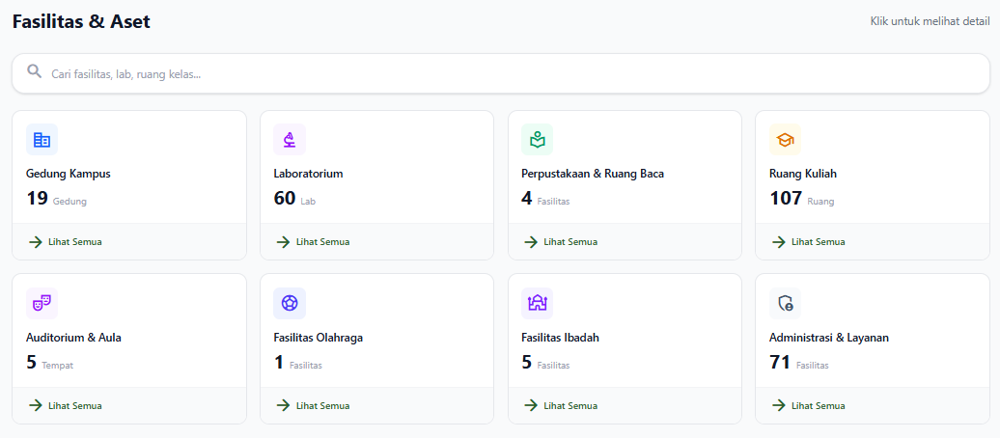 Fasilitas & Aset
Klik untuk melihat detail
Cari fasilitas, lab, ruang kelas...
Gedung Kampus
19 Gedung
Lihat Semua
Laboratorium
60 Lab
Lihat Semua
Perpustakaan & Ruang Baca
4 Fasilitas
Lihat Semua
Ruang Kuliah
107 Ruang
Lihat Semua
Auditorium & Aula
5 Tempat
Lihat Semua
Fasilitas Olahraga
1 Fasilitas
Lihat Semua
Fasilitas Ibadah
5 Fasilitas
Lihat Semua
Administrasi & Layanan
71 Fasilitas
Lihat Semua